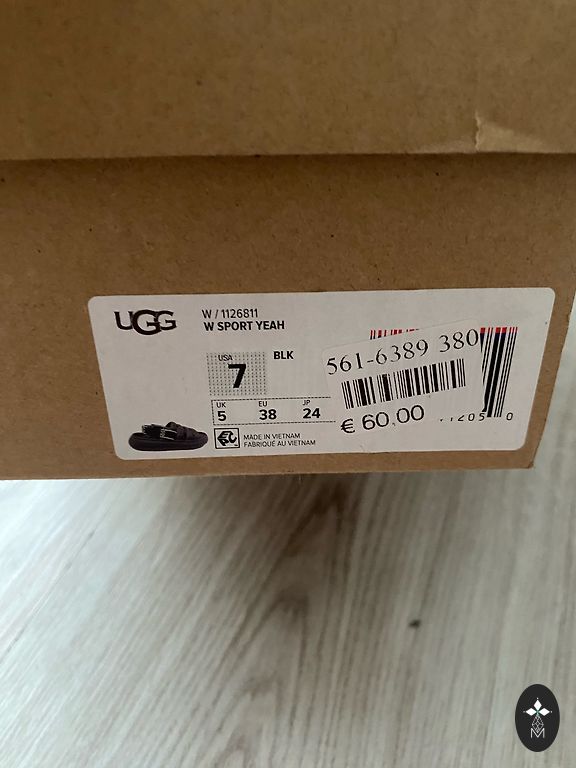 UGG
W / 1126811
W SPORT YEAH
USA
7
BLK
UK EU JP
5 38 24
MADE IN VIETNAM
FABRIQUÉ AU VIETNAM
561-6389 380
€ 60,00
M